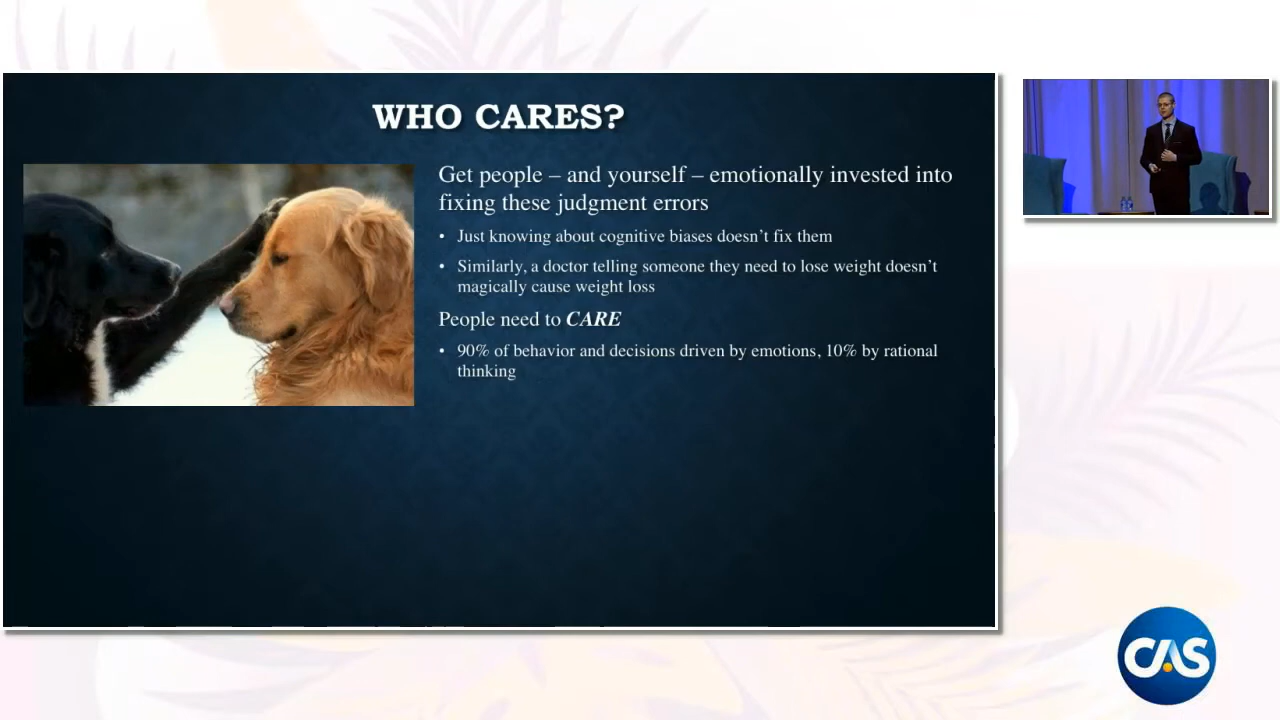 WHO CARES?
Get people – and yourself – emotionally invested into
fixing these judgment errors
• Just knowing about cognitive biases doesn’t fix them
• Similarly, a doctor telling someone they need to lose weight doesn’t
magically cause weight loss
People need to CARE
• 90% of behavior and decisions driven by emotions, 10% by rational
thinking
CAS